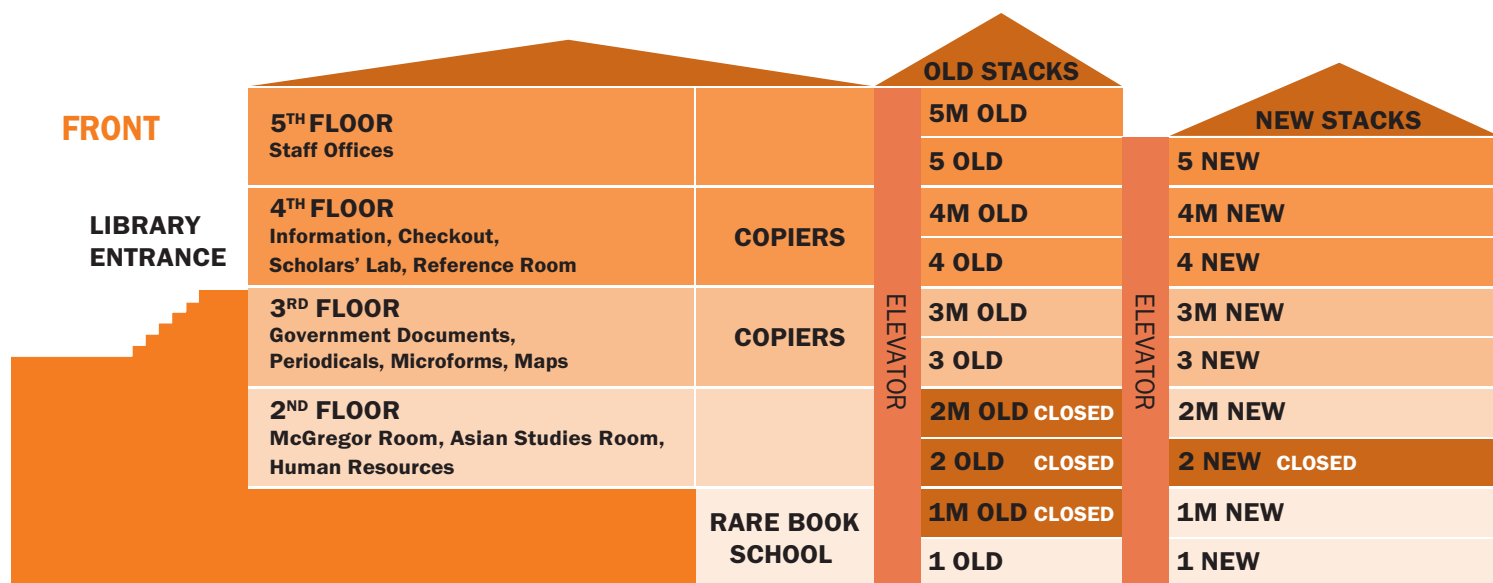 FRONT
LIBRARY
ENTRANCE
5TH FLOOR
Staff Offices
4TH FLOOR
Information, Checkout,
Scholars’ Lab, Reference Room
3RD FLOOR
Government Documents,
Periodicals, Microforms, Maps
2ND FLOOR
McGregor Room, Asian Studies Room,
Human Resources
COPIERS
COPIERS
RARE BOOK
SCHOOL
ELEVATOR
OLD STACKS
5M OLD
5 OLD
4M OLD
4 OLD
3M OLD
3 OLD
2M OLD CLOSED
2 OLD CLOSED
1M OLD CLOSED
1 OLD
ELEVATOR
NEW STACKS
5 NEW
4M NEW
4 NEW
3M NEW
3 NEW
2M NEW
2 NEW CLOSED
1M NEW
1 NEW